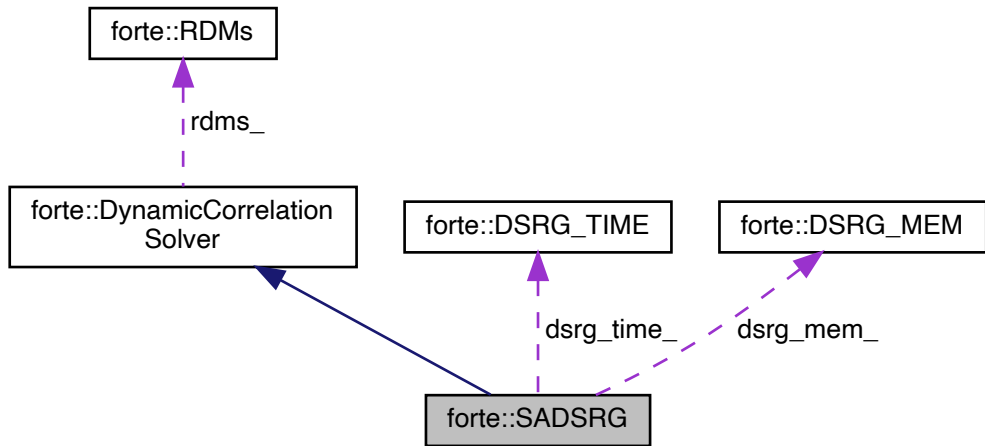 forte::RDMs
rdms_
forte::DynamicCorrelation
Solver
forte::DSRG_TIME
forte::DSRG_MEM
dsrg_time_
dsrg_mem_
forte::SADSRG